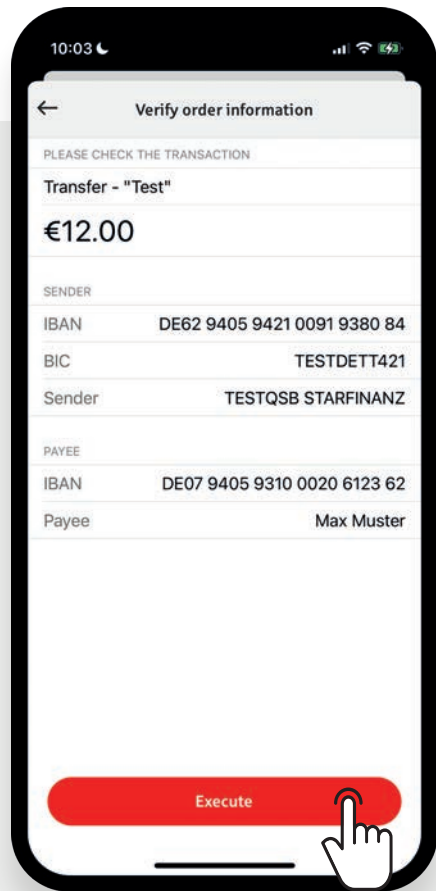 10:03
Verify order information
PLEASE CHECK THE TRANSACTION
Transfer - "Test"
€12.00
SENDER
IBAN DE62 9405 9421 0091 9380 84
BIC TESTDETT421
Sender TESTQSB STARFINANZ
PAYEE
IBAN DE07 9405 9310 0020 6123 62
Payee Max Muster
Execute